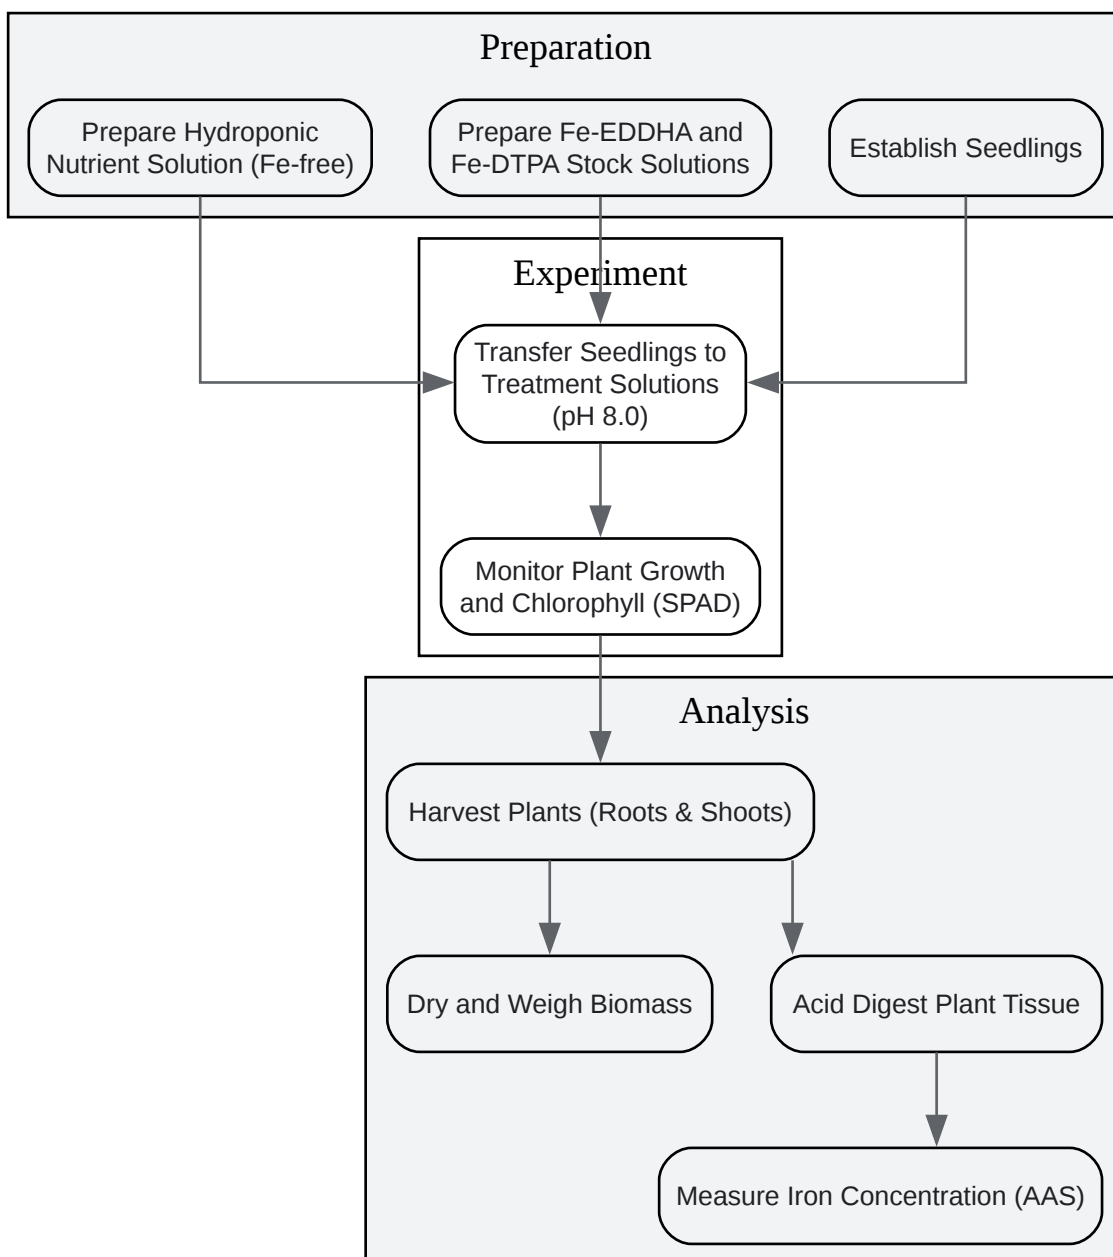 Preparation
Prepare Hydroponic
Nutrient Solution (Fe-free)
Prepare Fe-EDDHA and
Fe-DTPA Stock Solutions
Establish Seedlings
Experiment
Transfer Seedlings to
Treatment Solutions
(pH 8.0)
Monitor Plant Growth
and Chlorophyll (SPAD)
Analysis
Harvest Plants (Roots & Shoots)
Dry and Weigh Biomass
Acid Digest Plant Tissue
Measure Iron Concentration (AAS)